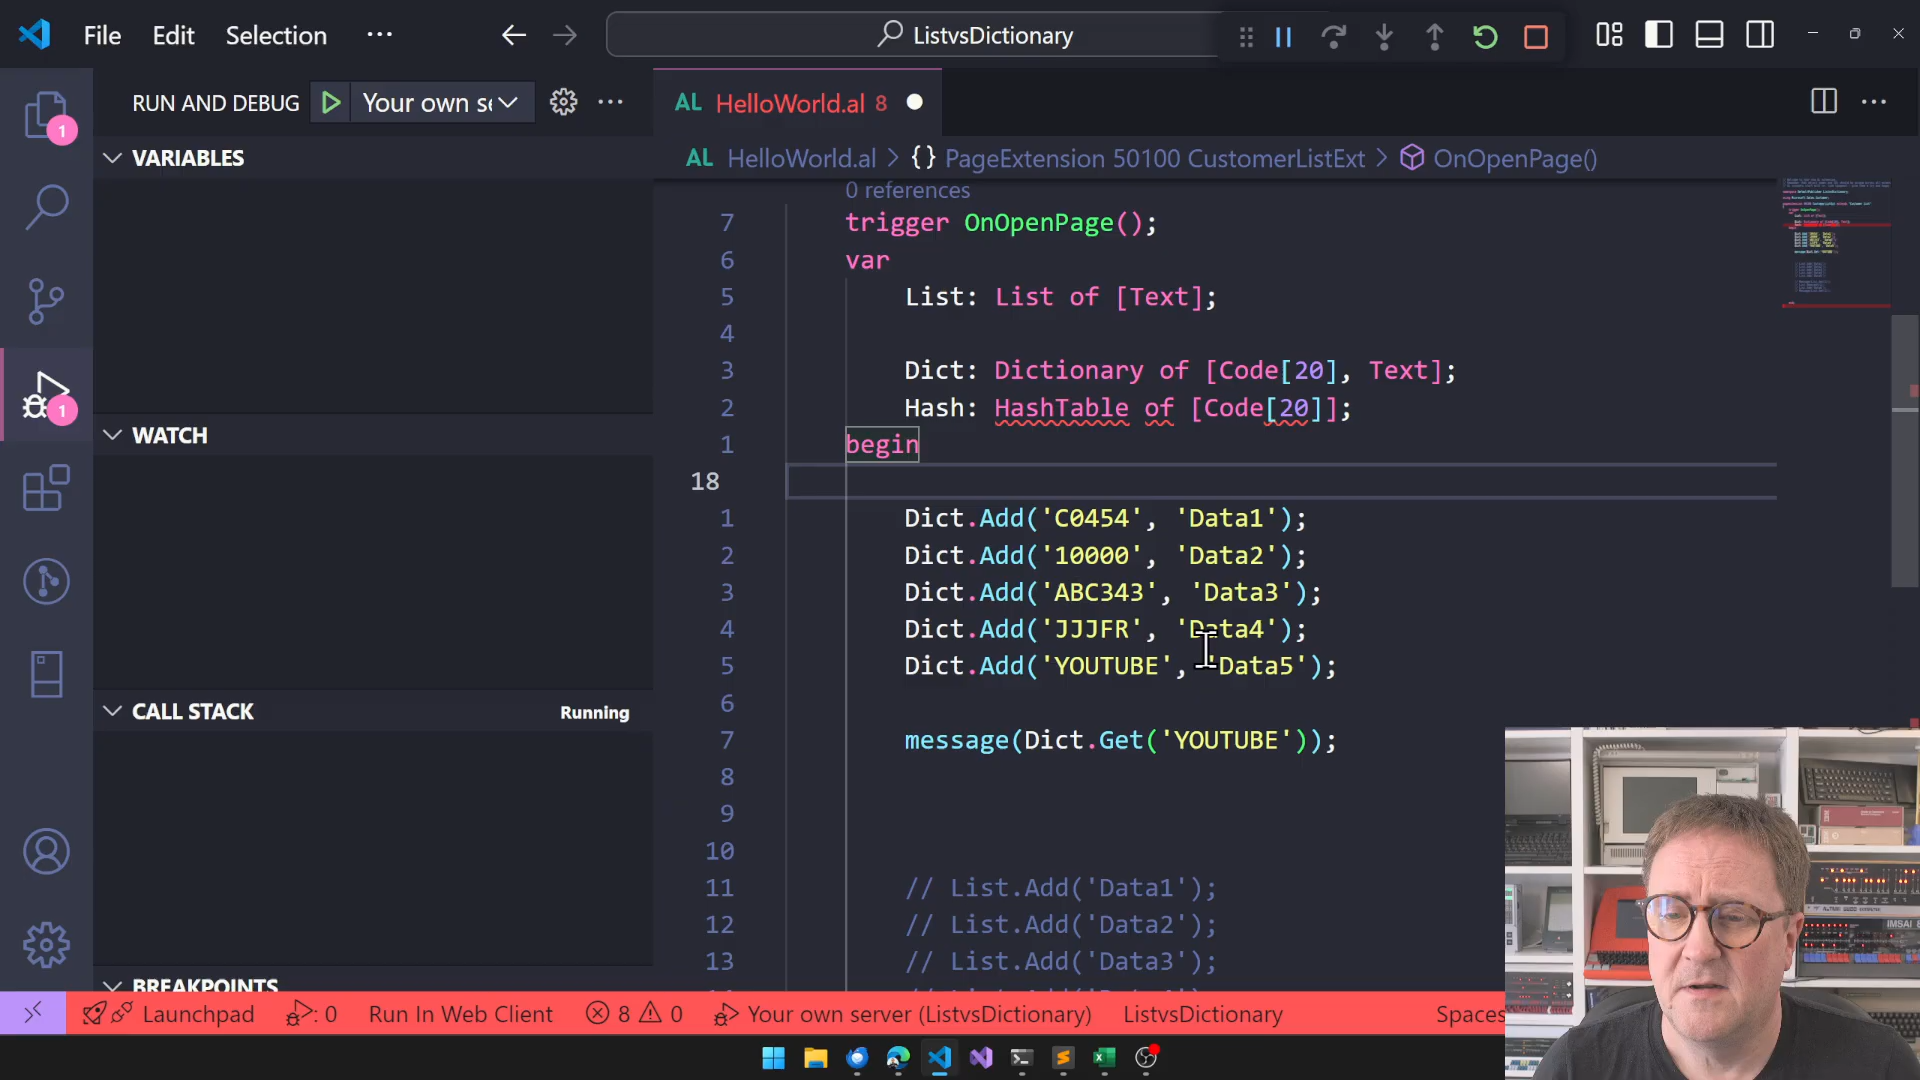 File Edit Selection ··· ListvsDictionary
RUN AND DEBUG Your own se ···
AL HelloWorld.al 8
VARIABLES
AL HelloWorld.al > {} PageExtension 50100 CustomerListExt > OnOpenPage()
0 references
7 trigger OnOpenPage();
6 var
5 List: List of [Text];
4
3 Dict: Dictionary of [Code[20], Text];
2 Hash: HashTable of [Code[20]];
1 begin
18
1 Dict.Add('C0454', 'Data1');
2 Dict.Add('10000', 'Data2');
3 Dict.Add('ABC343', 'Data3');
4 Dict.Add('JJJFR', 'Data4');
5 Dict.Add('YOUTUBE', 'Data5');
6
7 message(Dict.Get('YOUTUBE'));
8
9
10
11 // List.Add('Data1');
12 // List.Add('Data2');
13 // List.Add('Data3');
1
1
WATCH
CALL STACK Running
BREAKPOINTS
Launchpad : 0 Run In Web Client 8 0 Your own server (ListvsDictionary) ListvsDictionary Spaces
IMSAI